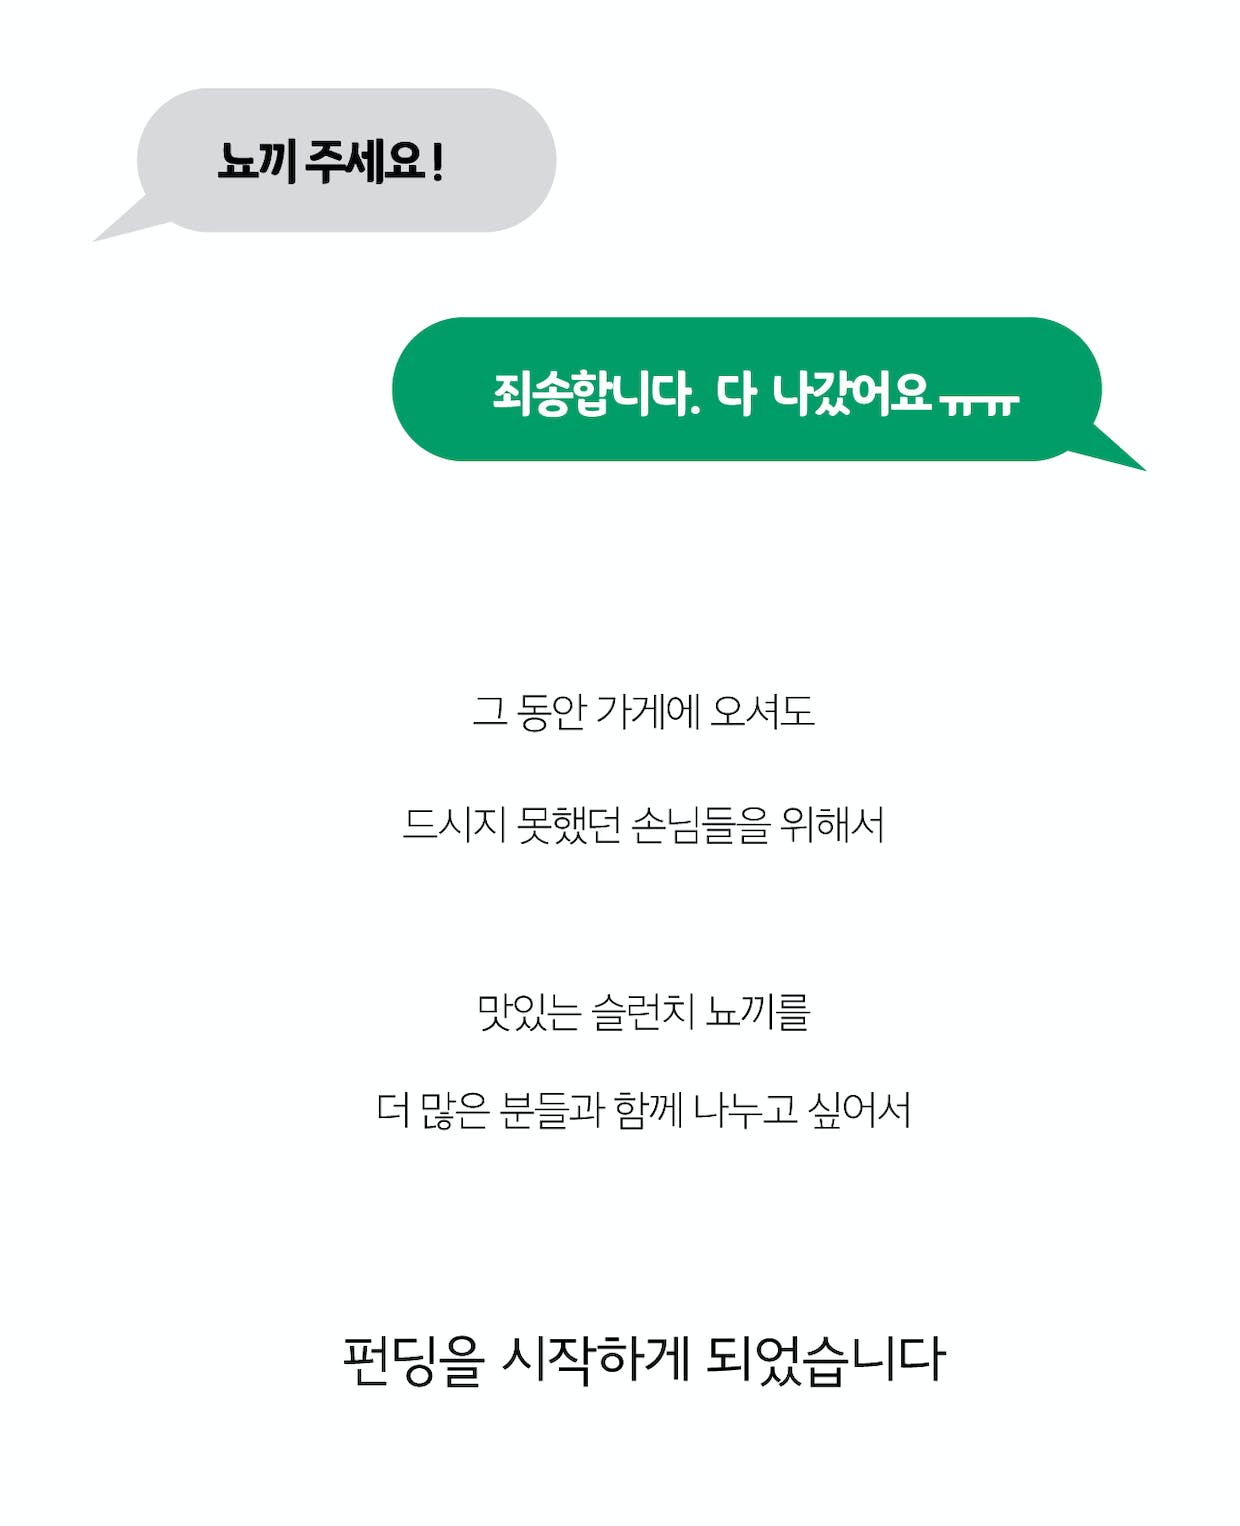 뇨끼 주세요!
죄송합니다. 다 나갔어요 ㅠㅠ
그 동안 가게에 오셔도
드시지 못했던 손님들을 위해서
맛있는 슬런치 뇨끼를
더 많은 분들과 함께 나누고 싶어서
펀딩을 시작하게 되었습니다